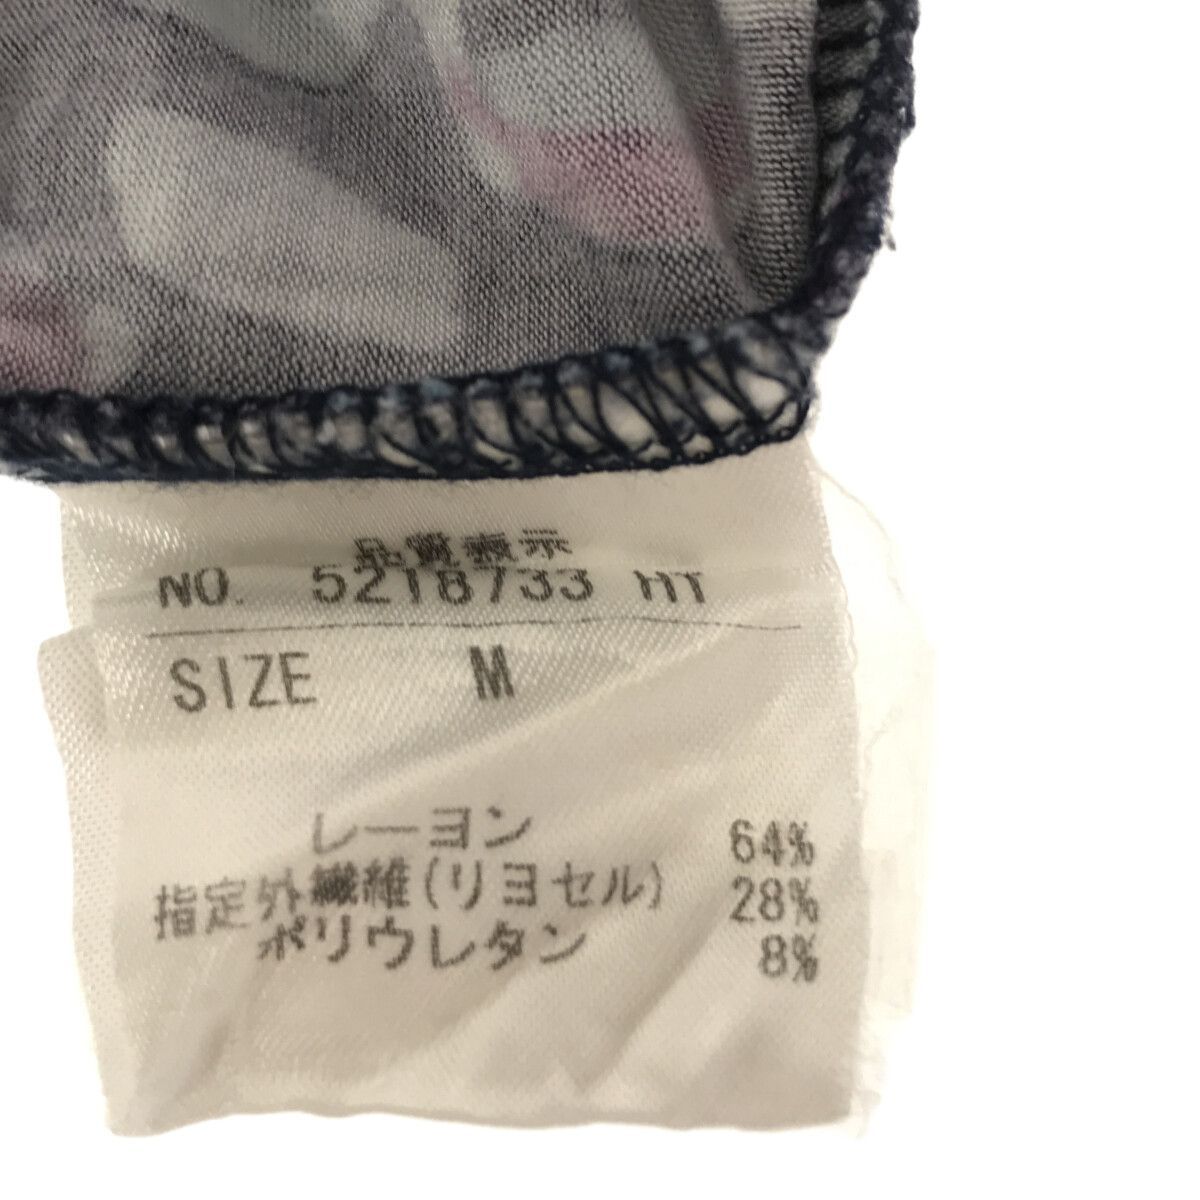 品質表示
NO. 5218733 HT
SIZE M
レーヨン 64%
指定外繊維(リヨセル) 28%
ポリウレタン 8%